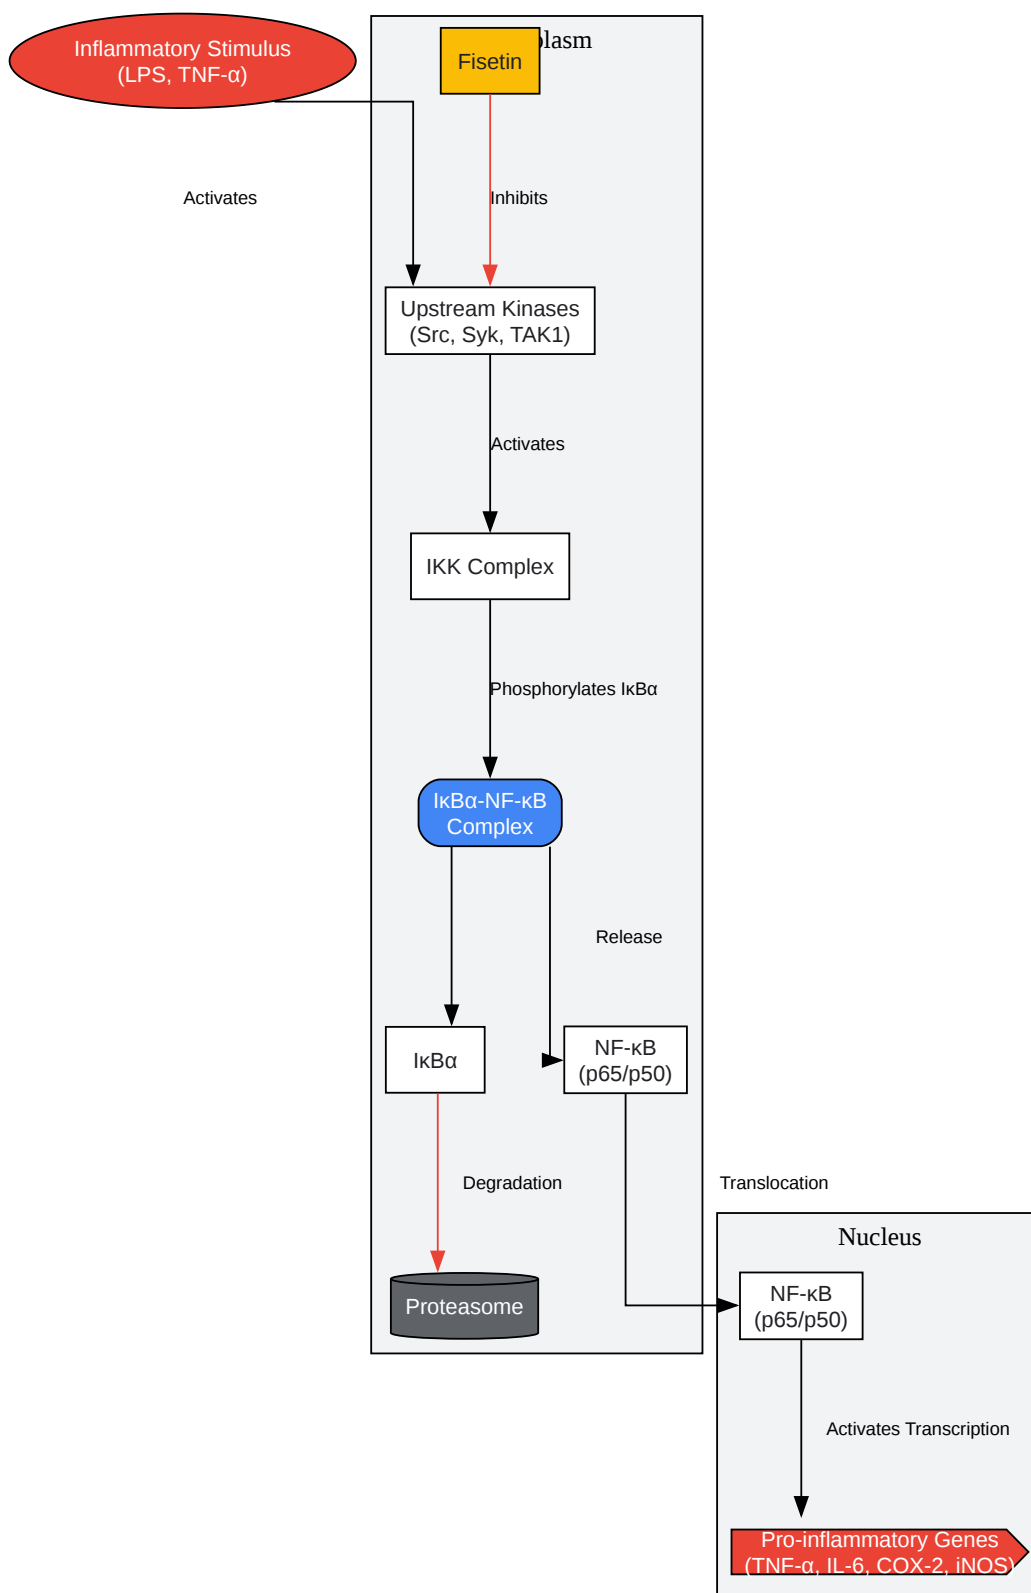 Inflammatory Stimulus
(LPS, TNF-α)
Fisetin
plasm
Activates
Inhibits
Upstream Kinases
(Src, Syk, TAK1)
Activates
IKK Complex
Phosphorylates IκBα
IκBα-NF-κB
Complex
Release
IκBα
NF-κB
(p65/p50)
Degradation
Translocation
Nucleus
Proteasome
NF-κB
(p65/p50)
Activates Transcription
Pro-inflammatory Genes
(TNF-α, IL-6, COX-2, iNOS)